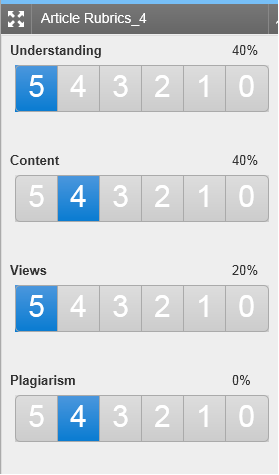 Article Rubrics_4
Understanding 40%
5 4 3 2 1 0
Content 40%
5 4 3 2 1 0
Views 20%
5 4 3 2 1 0
Plagiarism 0%
5 4 3 2 1 0